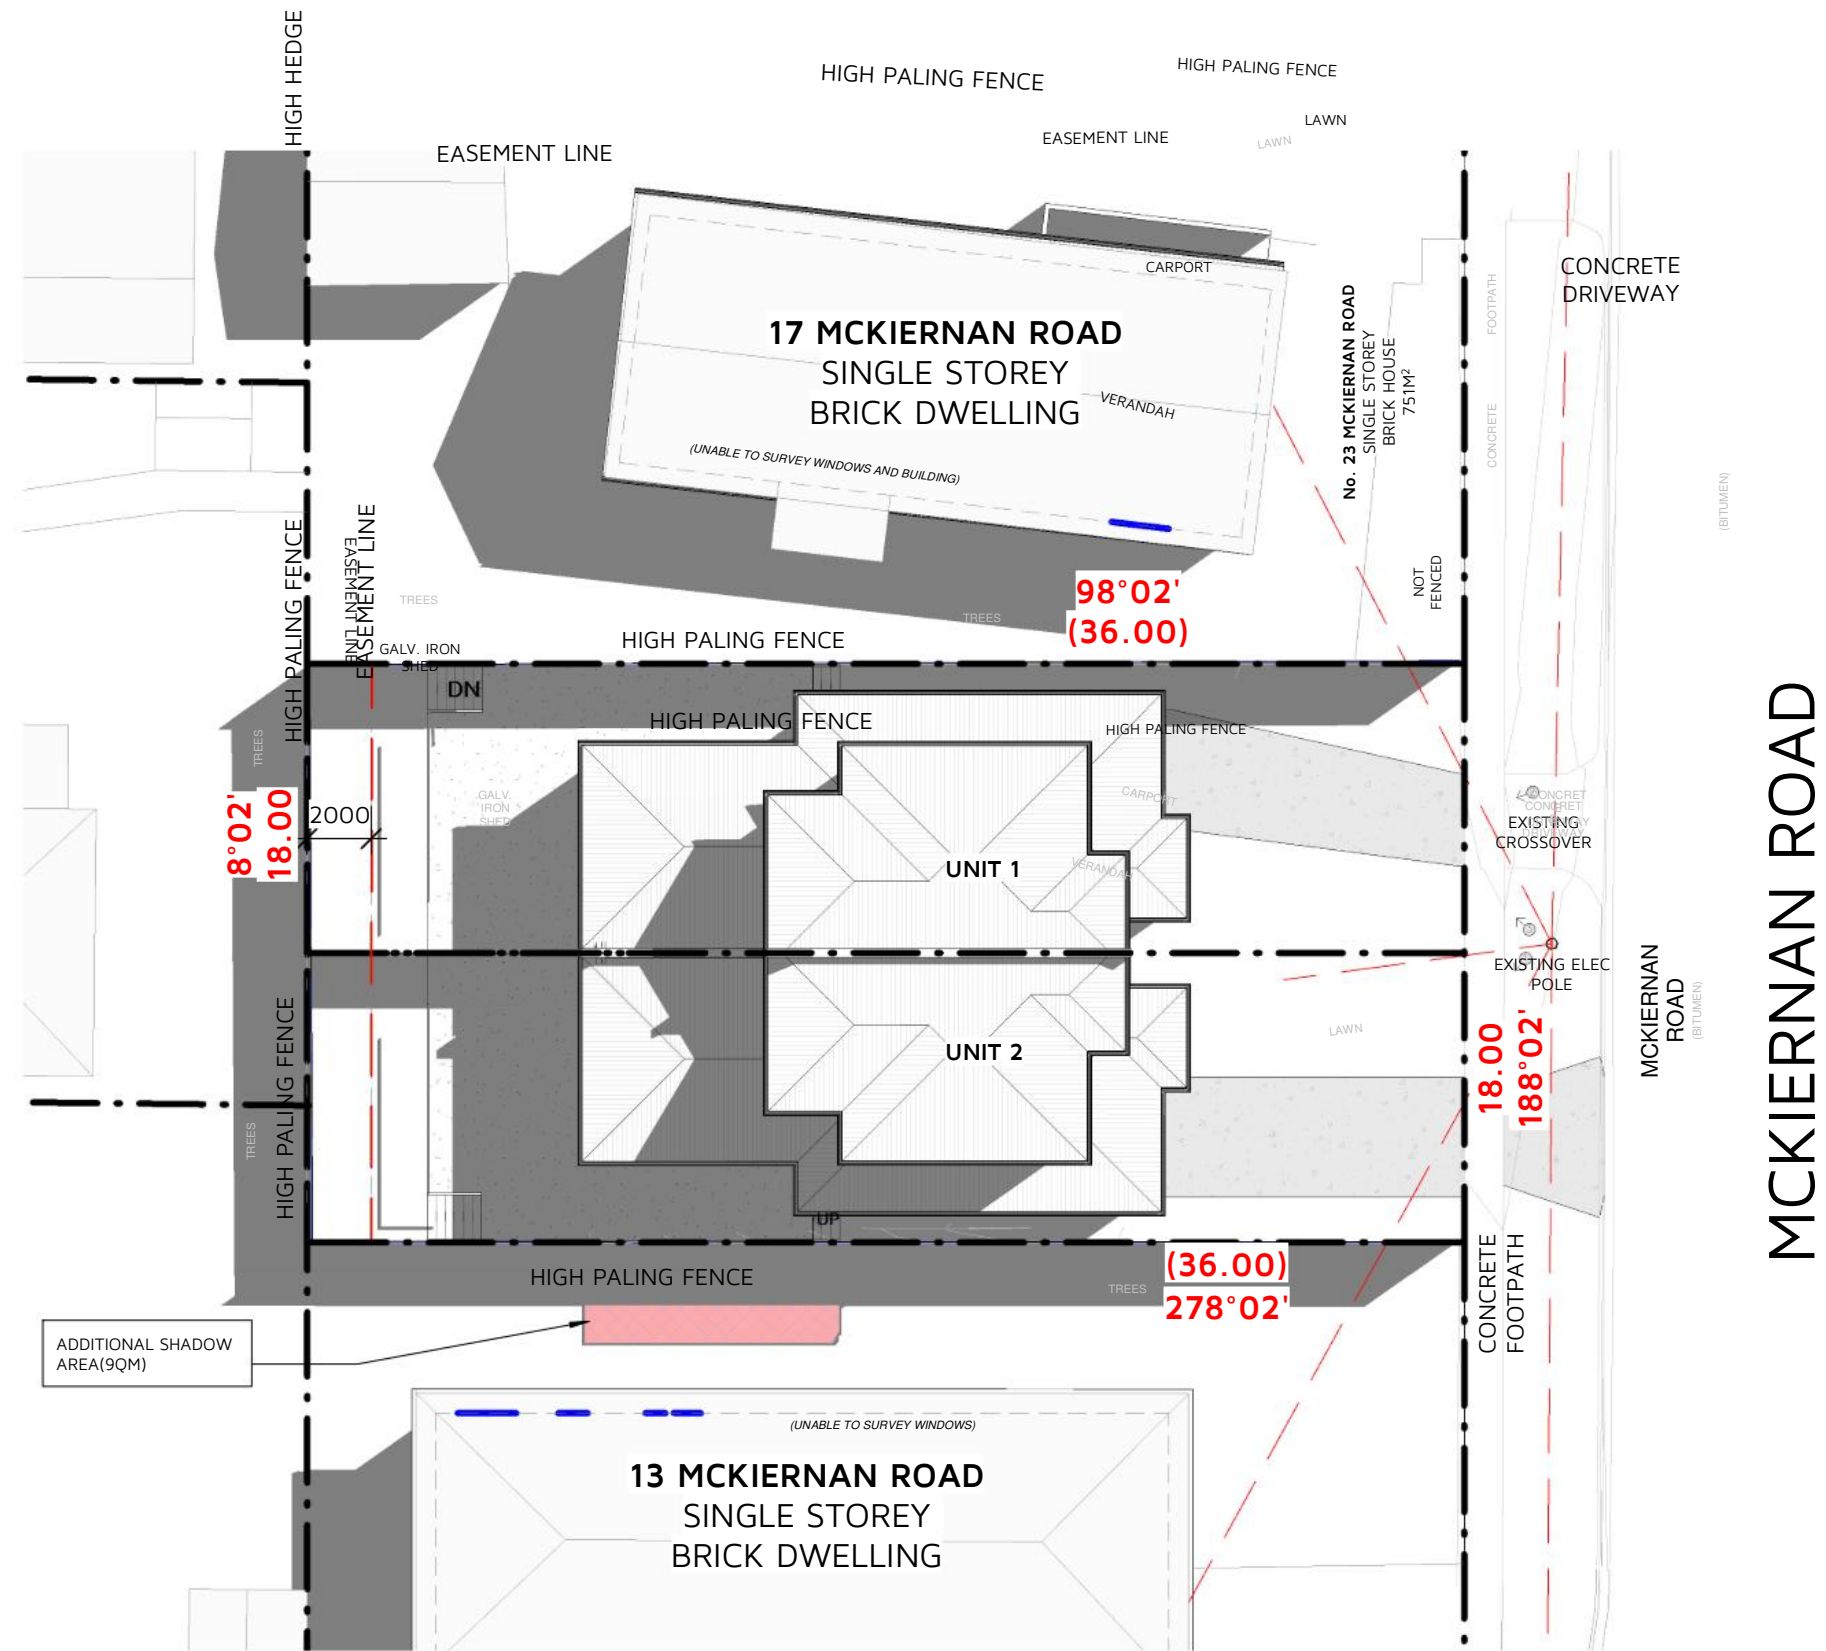 HIGH HEDGE
HIGH PALING FENCE
HIGH PALING FENCE
LAWN
EASEMENT LINE
LAWN
EASEMENT LINE
CARPORT
CONCRETE
DRIVEWAY
17 MCKIERNAN ROAD
SINGLE STOREY
BRICK DWELLING
VERANDAH
(UNABLE TO SURVEY WINDOWS AND BUILDING)
No. 23 MCKIERNAN ROAD
SINGLE STOREY
BRICK HOUSE
751M²
FOOTPATH
CONCRETE
(BITUMEN)
NOT
FENCED
HIGH PALING FENCE
EASEMENT LINE
EASEMENT LINE
TREES
TREES
98°02'
(36.00)
HIGH PALING FENCE
GALV. IRON
SHED
DN
HIGH PALING FENCE
HIGH PALING FENCE
TREES
8°02'
18.00
2000
GALV.
IRON
SHED
CARPORT
CONCRET
CONCRET
DRIVEWAY
EXISTING
CROSSOVER
UNIT 1
VERANDAH
EXISTING ELEC
POLE
MCKIERNAN
ROAD
(BITUMEN)
MCKIERNAN ROAD
LAWN
UNIT 2
18.00
188°02'
HIGH PALING FENCE
TREES
UP
HIGH PALING FENCE
TREES
(36.00)
278°02'
CONCRETE
FOOTPATH
ADDITIONAL SHADOW
AREA(9QM)
(UNABLE TO SURVEY WINDOWS)
13 MCKIERNAN ROAD
SINGLE STOREY
BRICK DWELLING